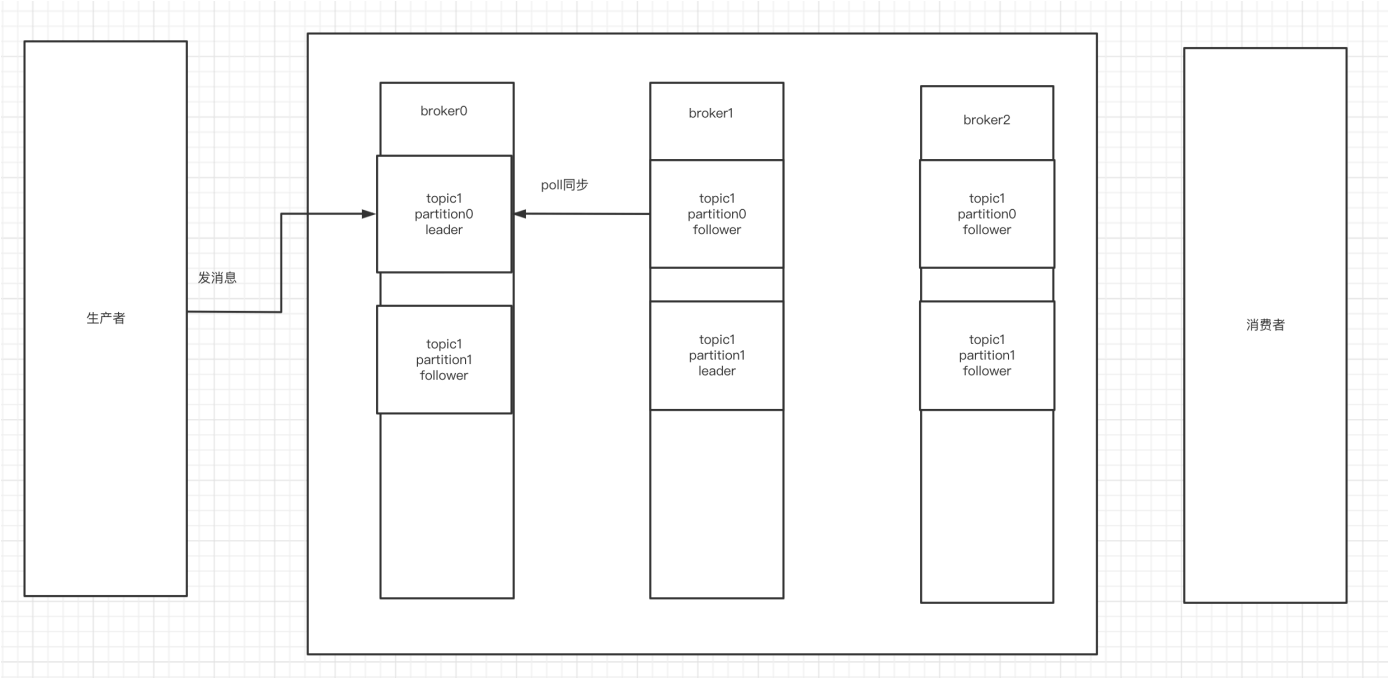 broker0
broker1
broker2
poll同步
topic1
partition0
leader
topic1
partition0
follower
topic1
partition0
follower
发消息
生产者
topic1
partition1
follower
topic1
partition1
leader
topic1
partition1
follower
消费者